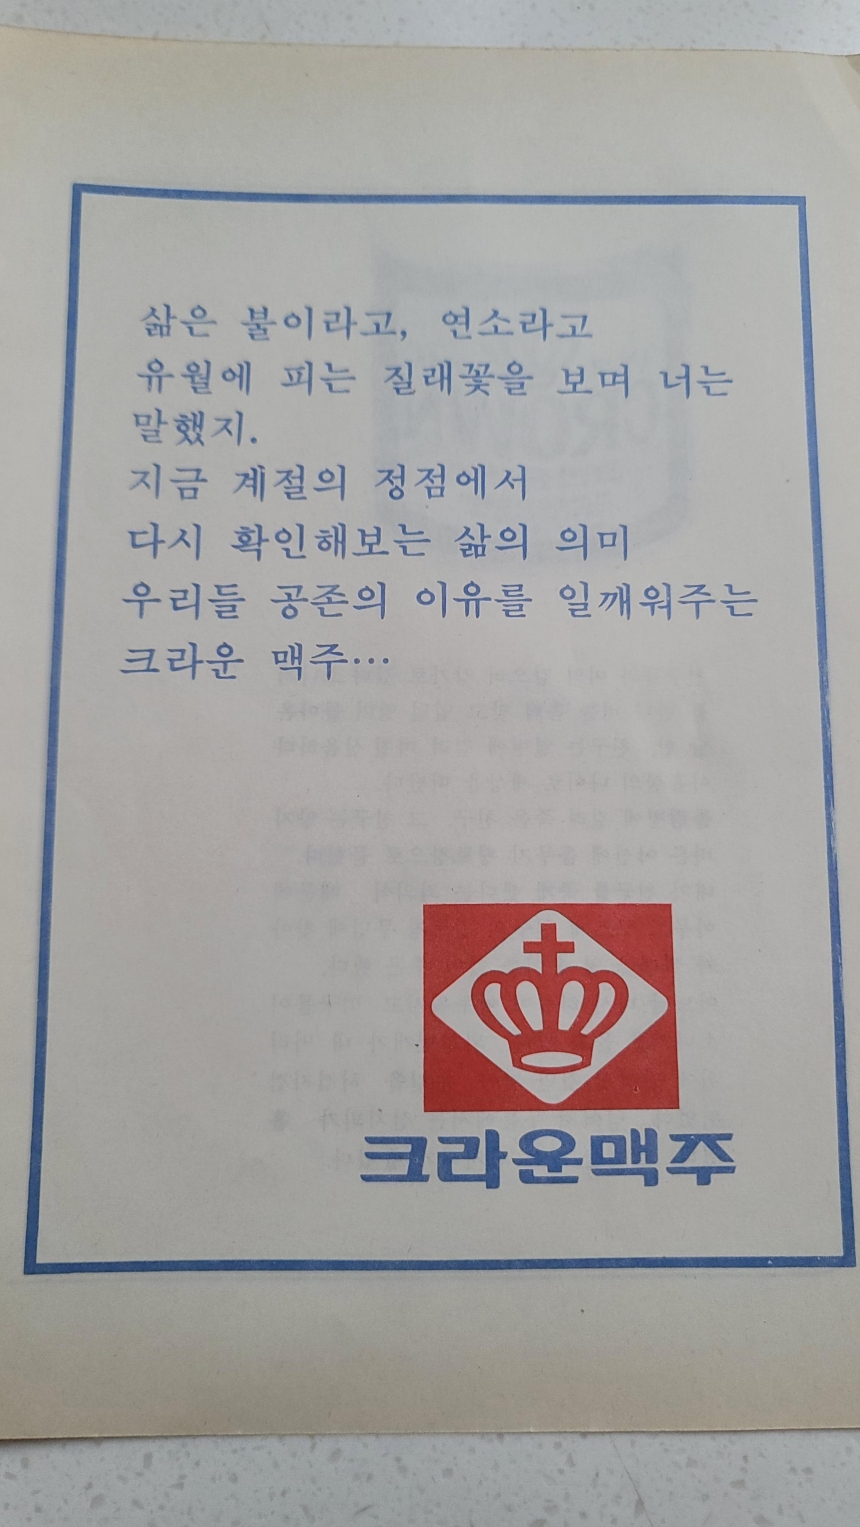 삶은 불이라고, 연소라고
유월에 피는 질래꽃을 보며 너는
말했지.
지금 계절의 정점에서
다시 확인해보는 삶의 의미
우리들 공존의 이유를 일깨워주는
크라운 맥주…
크라운맥주